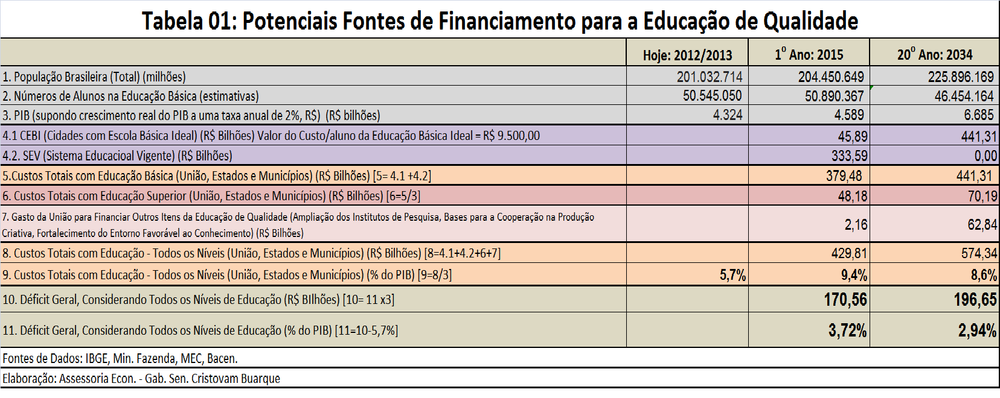 Tabela 01: Potenciais Fontes de Financiamento para a Educação de Qualidade
Hoje: 2012/2013 1º Ano: 2015 20º Ano: 2034
1. População Brasileira (Total) (milhões) 201.032.714 204.450.649 225.896.169
2. Números de Alunos na Educação Básica (estimativas) 50.545.050 50.890.367 46.454.164
3. PIB (supondo crescimento real do PIB a uma taxa anual de 2%, R$) (R$ bilhões) 4.324 4.589 6.685
4.1 CEBI (Cidades com Escola Básica Ideal) (R$ Bilhões) Valor do Custo/aluno da Educação Básica Ideal = R$ 9.500,00 45,89 441,31
4.2. SEV (Sistema Educacioal Vigente) (R$ Bilhões) 333,59 0,00
5.Custos Totais com Educação Básica (União, Estados e Municípios) (R$ Bilhões) [5= 4.1 +4.2] 379,48 441,31
6. Custos Totais com Educação Superior (União, Estados e Municípios) (R$ Bilhões) [6=5/3] 48,18 70,19
7. Gasto da União para Financiar Outros Itens da Educação de Qualidade (Ampliação dos Institutos de Pesquisa, Bases para a Cooperação na Produção
Criativa, Fortalecimento do Entorno Favorável ao Conhecimento) (R$ Bilhões) 2,16 62,84
8. Custos Totais com Educação - Todos os Níveis (União, Estados e Municípios) (R$ Bilhões) [8=4.1+4.2+6+7] 429,81 574,34
9. Custos Totais com Educação - Todos os Níveis (União, Estados e Municípios) (% do PIB) [9=8/3] 5,7% 9,4% 8,6%
10. Déficit Geral, Considerando Todos os Níveis de Educação (R$ BIlhões) [10= 11 x3] 170,56 196,65
11. Déficit Geral, Considerando Todos os Níveis de Educação (% do PIB) [11=10-5,7%] 3,72% 2,94%
Fontes de Dados: IBGE, Min. Fazenda, MEC, Bacen.
Elaboração: Assessoria Econ. - Gab. Sen. Cristovam Buarque